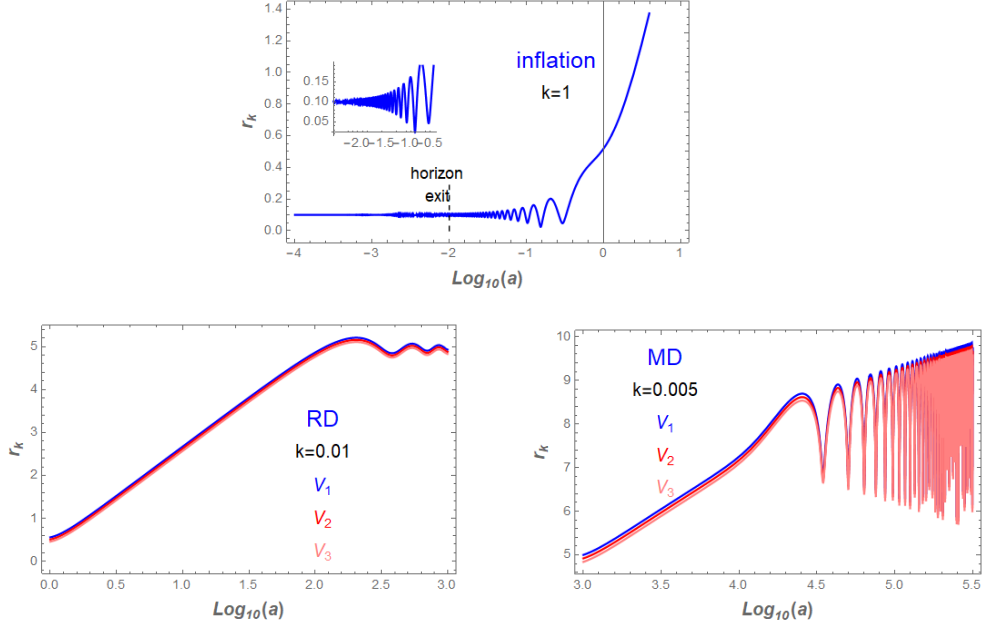 1.4
1.2
1.0
0.8
0.6
0.4
0.2
0.0
r_k
inflation
k=1
0.15
0.10
0.05
−2.0 −1.5 −1.0 −0.5
horizon
exit
−4 −3 −2 −1 0 1
Log₁₀(a)
5
4
3
2
1
0
r_k
RD
k=0.01
V₁
V₂
V₃
0.0 0.5 1.0 1.5 2.0 2.5 3.0
Log₁₀(a)
10
9
8
7
6
5
r_k
MD
k=0.005
V₁
V₂
V₃
3.0 3.5 4.0 4.5 5.0 5.5
Log₁₀(a)